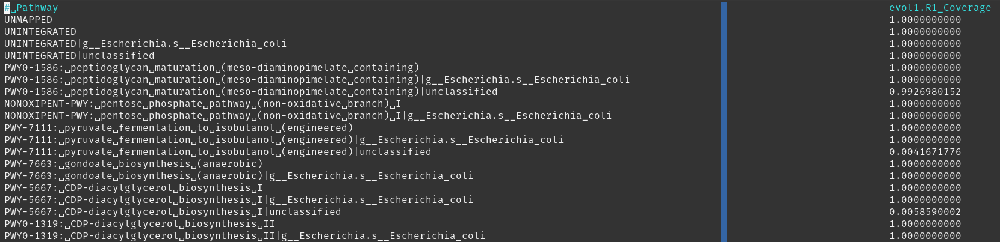 #␣Pathway evol1.R1_Coverage
UNMAPPED 1.0000000000
UNINTEGRATED 1.0000000000
UNINTEGRATED|g__Escherichia.s__Escherichia_coli 1.0000000000
UNINTEGRATED|unclassified 1.0000000000
PWY0-1586:␣peptidoglycan␣maturation␣(meso-diaminopimelate␣containing) 1.0000000000
PWY0-1586:␣peptidoglycan␣maturation␣(meso-diaminopimelate␣containing)|g__Escherichia.s__Escherichia_coli 1.0000000000
PWY0-1586:␣peptidoglycan␣maturation␣(meso-diaminopimelate␣containing)|unclassified 0.9926980152
NONOXIPENT-PWY:␣pentose␣phosphate␣pathway␣(non-oxidative␣branch)␣I 1.0000000000
NONOXIPENT-PWY:␣pentose␣phosphate␣pathway␣(non-oxidative␣branch)␣I|g__Escherichia.s__Escherichia_coli 1.0000000000
PWY-7111:␣pyruvate␣fermentation␣to␣isobutanol␣(engineered) 1.0000000000
PWY-7111:␣pyruvate␣fermentation␣to␣isobutanol␣(engineered)|g__Escherichia.s__Escherichia_coli 1.0000000000
PWY-7111:␣pyruvate␣fermentation␣to␣isobutanol␣(engineered)|unclassified 0.0041671776
PWY-7663:␣gondoate␣biosynthesis␣(anaerobic) 1.0000000000
PWY-7663:␣gondoate␣biosynthesis␣(anaerobic)|g__Escherichia.s__Escherichia_coli 1.0000000000
PWY-5667:␣CDP-diacylglycerol␣biosynthesis␣I 1.0000000000
PWY-5667:␣CDP-diacylglycerol␣biosynthesis␣I|g__Escherichia.s__Escherichia_coli 1.0000000000
PWY-5667:␣CDP-diacylglycerol␣biosynthesis␣I|unclassified 0.0058590002
PWY0-1319:␣CDP-diacylglycerol␣biosynthesis␣II 1.0000000000
PWY0-1319:␣CDP-diacylglycerol␣biosynthesis␣II|g__Escherichia.s__Escherichia_coli 1.0000000000